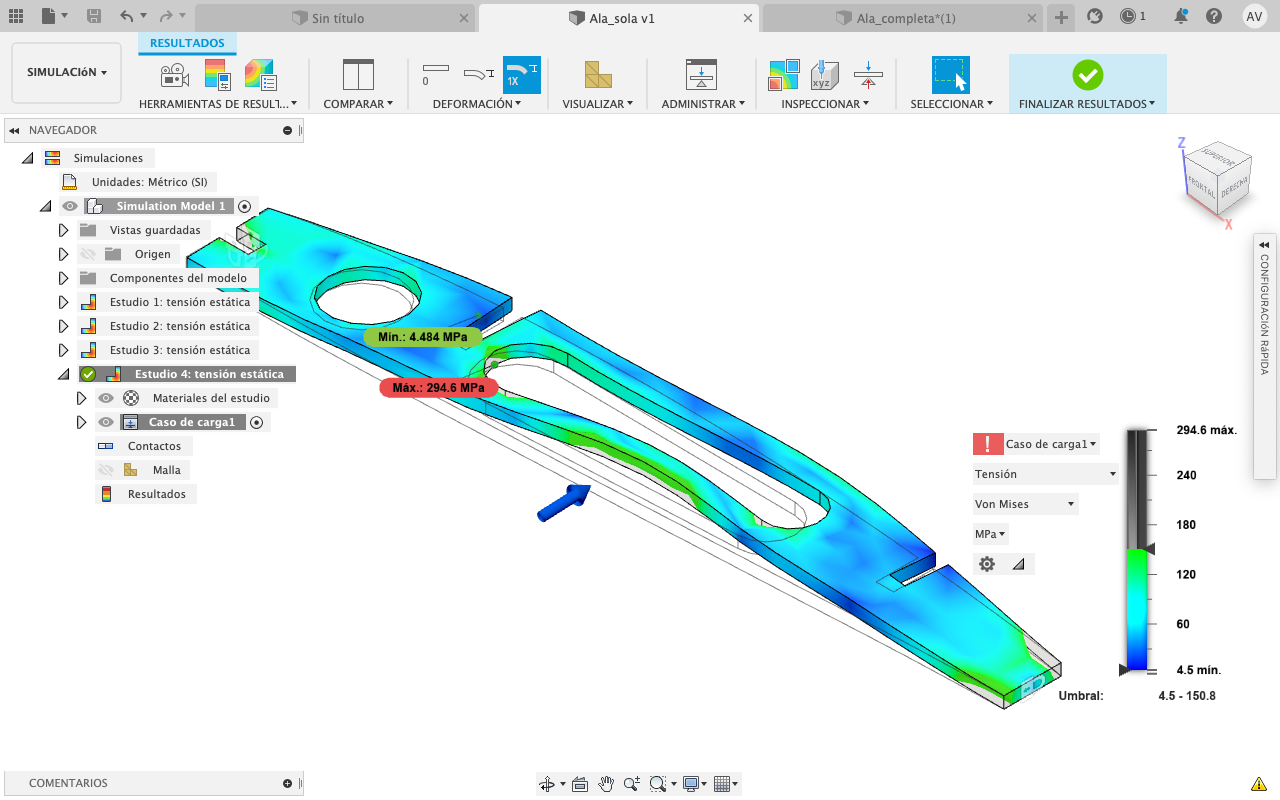 Sin título
Ala_sola v1
Ala_completa*(1)
1
AV
RESULTADOS
SIMULACIóN
0
1X
xyz
HERRAMIENTAS DE RESULT...
COMPARAR
DEFORMACIÓN
VISUALIZAR
ADMINISTRAR
INSPECCIONAR
SELECCIONAR
FINALIZAR RESULTADOS
NAVEGADOR
Simulaciones
Unidades: Métrico (SI)
Simulation Model 1
Vistas guardadas
Origen
Componentes del modelo
Estudio 1: tensión estática
Estudio 2: tensión estática
Estudio 3: tensión estática
Estudio 4: tensión estática
Materiales del estudio
Caso de carga1
Contactos
Malla
Resultados
Mín.: 4.484 MPa
Máx.: 294.6 MPa
Z
SUPERIOR
FRONTAL
DERECHA
X
CONFIGURACIóN RáPIDA
Caso de carga1
Tensión
Von Mises
MPa
294.6 máx.
240
180
120
60
4.5 mín.
Umbral:
4.5 - 150.8
COMENTARIOS